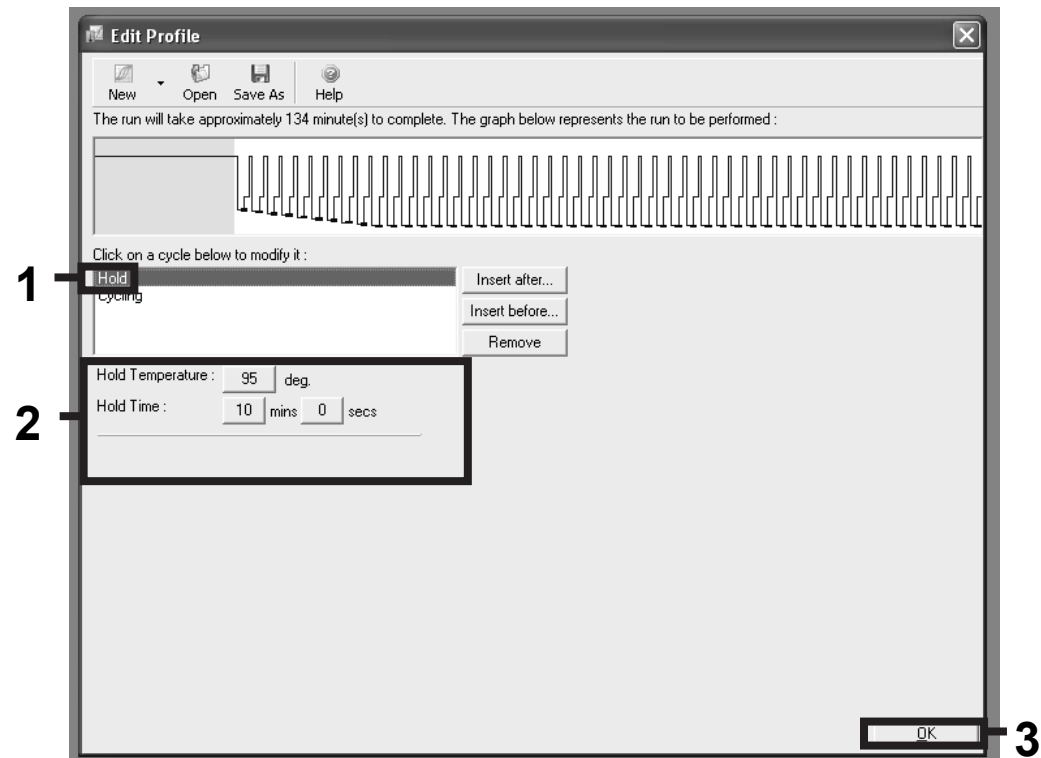 Edit Profile
New Open Save As Help
The run will take approximately 134 minute(s) to complete. The graph below represents the run to be performed :
Click on a cycle below to modify it :
1 Hold Insert after...
Cycling Insert before...
Remove
Hold Temperature : 95 deg.
2 Hold Time : 10 mins 0 secs
OK 3